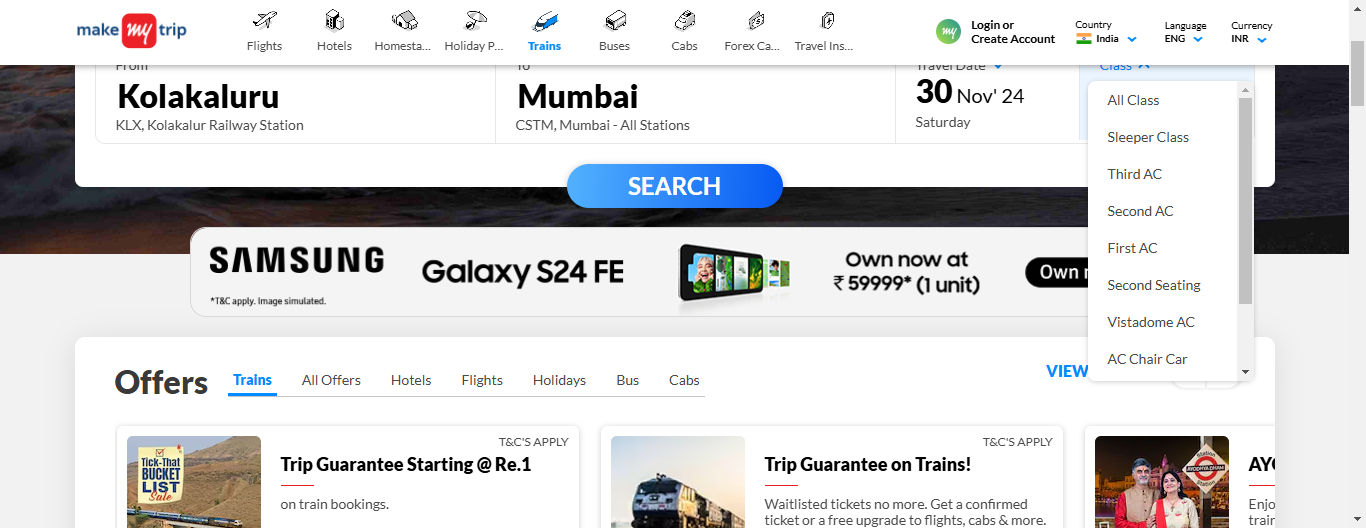 make my trip
Flights
Hotels
Homesta...
Holiday P...
Trains
Buses
Cabs
Forex Ca...
Travel Ins...
my
Login or
Create Account
Country
India
Language
ENG
Currency
INR
From
Kolakaluru
KLX, Kolakalur Railway Station
To
Mumbai
CSTM, Mumbai - All Stations
Travel Date
30 Nov' 24
Saturday
Class
All Class
Sleeper Class
Third AC
Second AC
First AC
Second Seating
Vistadome AC
AC Chair Car
SEARCH
SAMSUNG
*T&C apply. Image simulated.
Galaxy S24 FE
Own now at
₹ 59999* (1 unit)
Own
Offers
Trains
All Offers
Hotels
Flights
Holidays
Bus
Cabs
VIEW
TICK-THAT
BUCKET
LIST
Sale
T&C'S APPLY
Trip Guarantee Starting @ Re.1
on train bookings.
T&C'S APPLY
Trip Guarantee on Trains!
Waitlisted tickets no more. Get a confirmed
ticket or a free upgrade to flights, cabs & more.
Station
AYODHYA DHAM
Station
AYO
Enjo
train